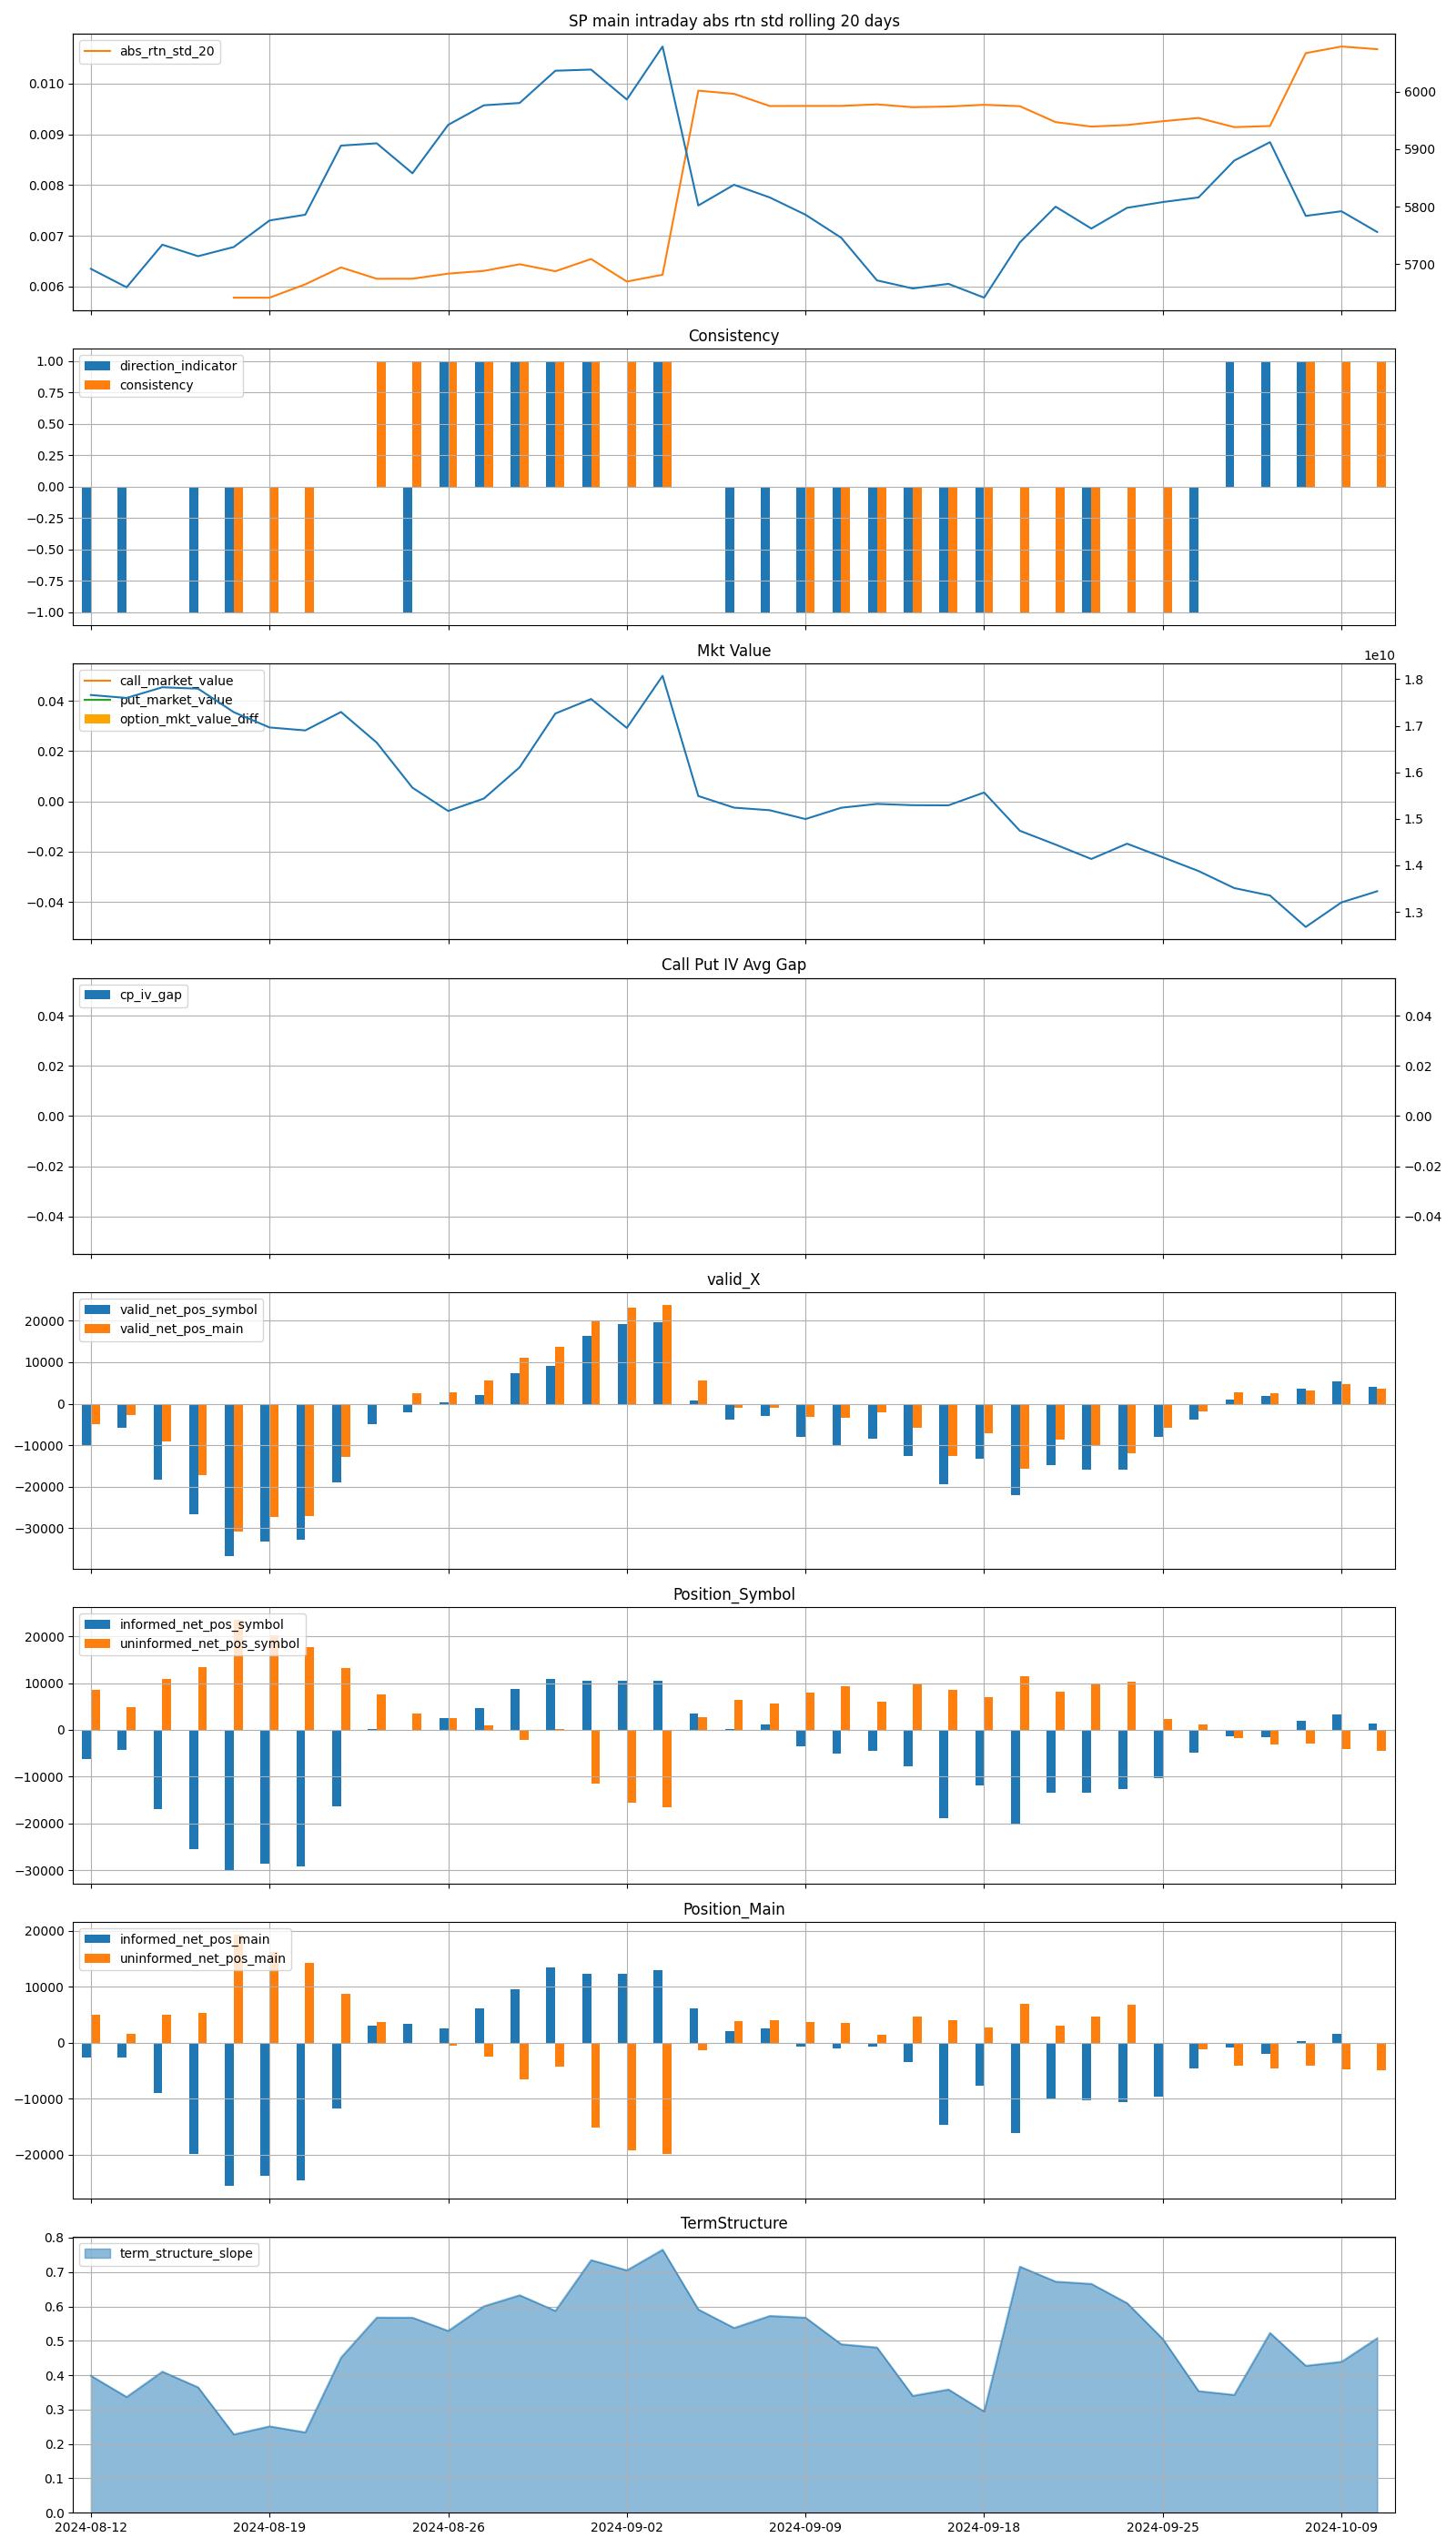 SP main intraday abs rtn std rolling 20 days
abs_rtn_std_20
0.010
0.009
0.008
0.007
0.006
6000
5900
5800
5700
Consistency
direction_indicator
consistency
1.00
0.75
0.50
0.25
0.00
−0.25
−0.50
−0.75
−1.00
Mkt Value
1e10
call_market_value
put_market_value
option_mkt_value_diff
0.04
0.02
0.00
−0.02
−0.04
1.8
1.7
1.6
1.5
1.4
1.3
Call Put IV Avg Gap
cp_iv_gap
0.04
0.02
0.00
−0.02
−0.04
0.04
0.02
0.00
−0.02
−0.04
valid_X
valid_net_pos_symbol
valid_net_pos_main
20000
10000
0
−10000
−20000
−30000
Position_Symbol
informed_net_pos_symbol
uninformed_net_pos_symbol
20000
10000
0
−10000
−20000
−30000
Position_Main
informed_net_pos_main
uninformed_net_pos_main
20000
10000
0
−10000
−20000
TermStructure
term_structure_slope
0.8
0.7
0.6
0.5
0.4
0.3
0.2
0.1
0.0
2024-08-12 2024-08-19 2024-08-26 2024-09-02 2024-09-09 2024-09-18 2024-09-25 2024-10-09